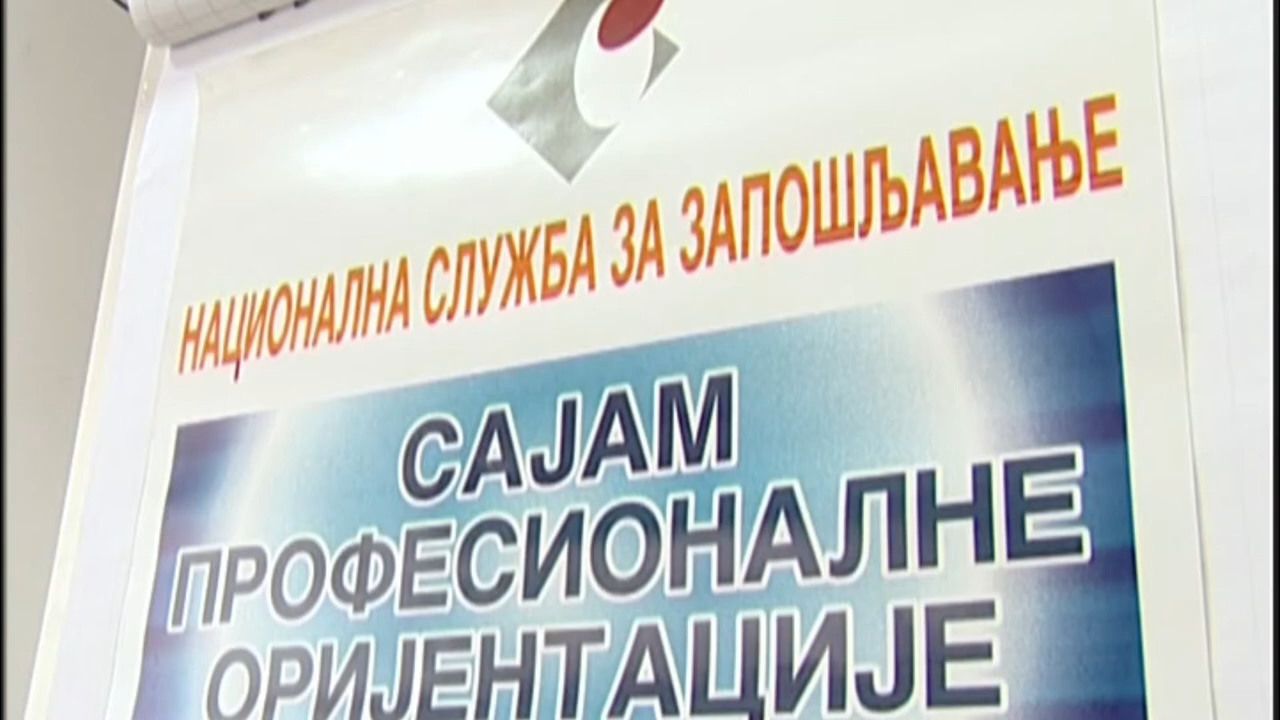 НАЦИОНАЛНА СЛУЖБА ЗА ЗАПОШЉАВАЊЕ
САЈАМ
ПРОФЕСИОНАЛНЕ
ОРИЈЕНТАЦИЈЕ